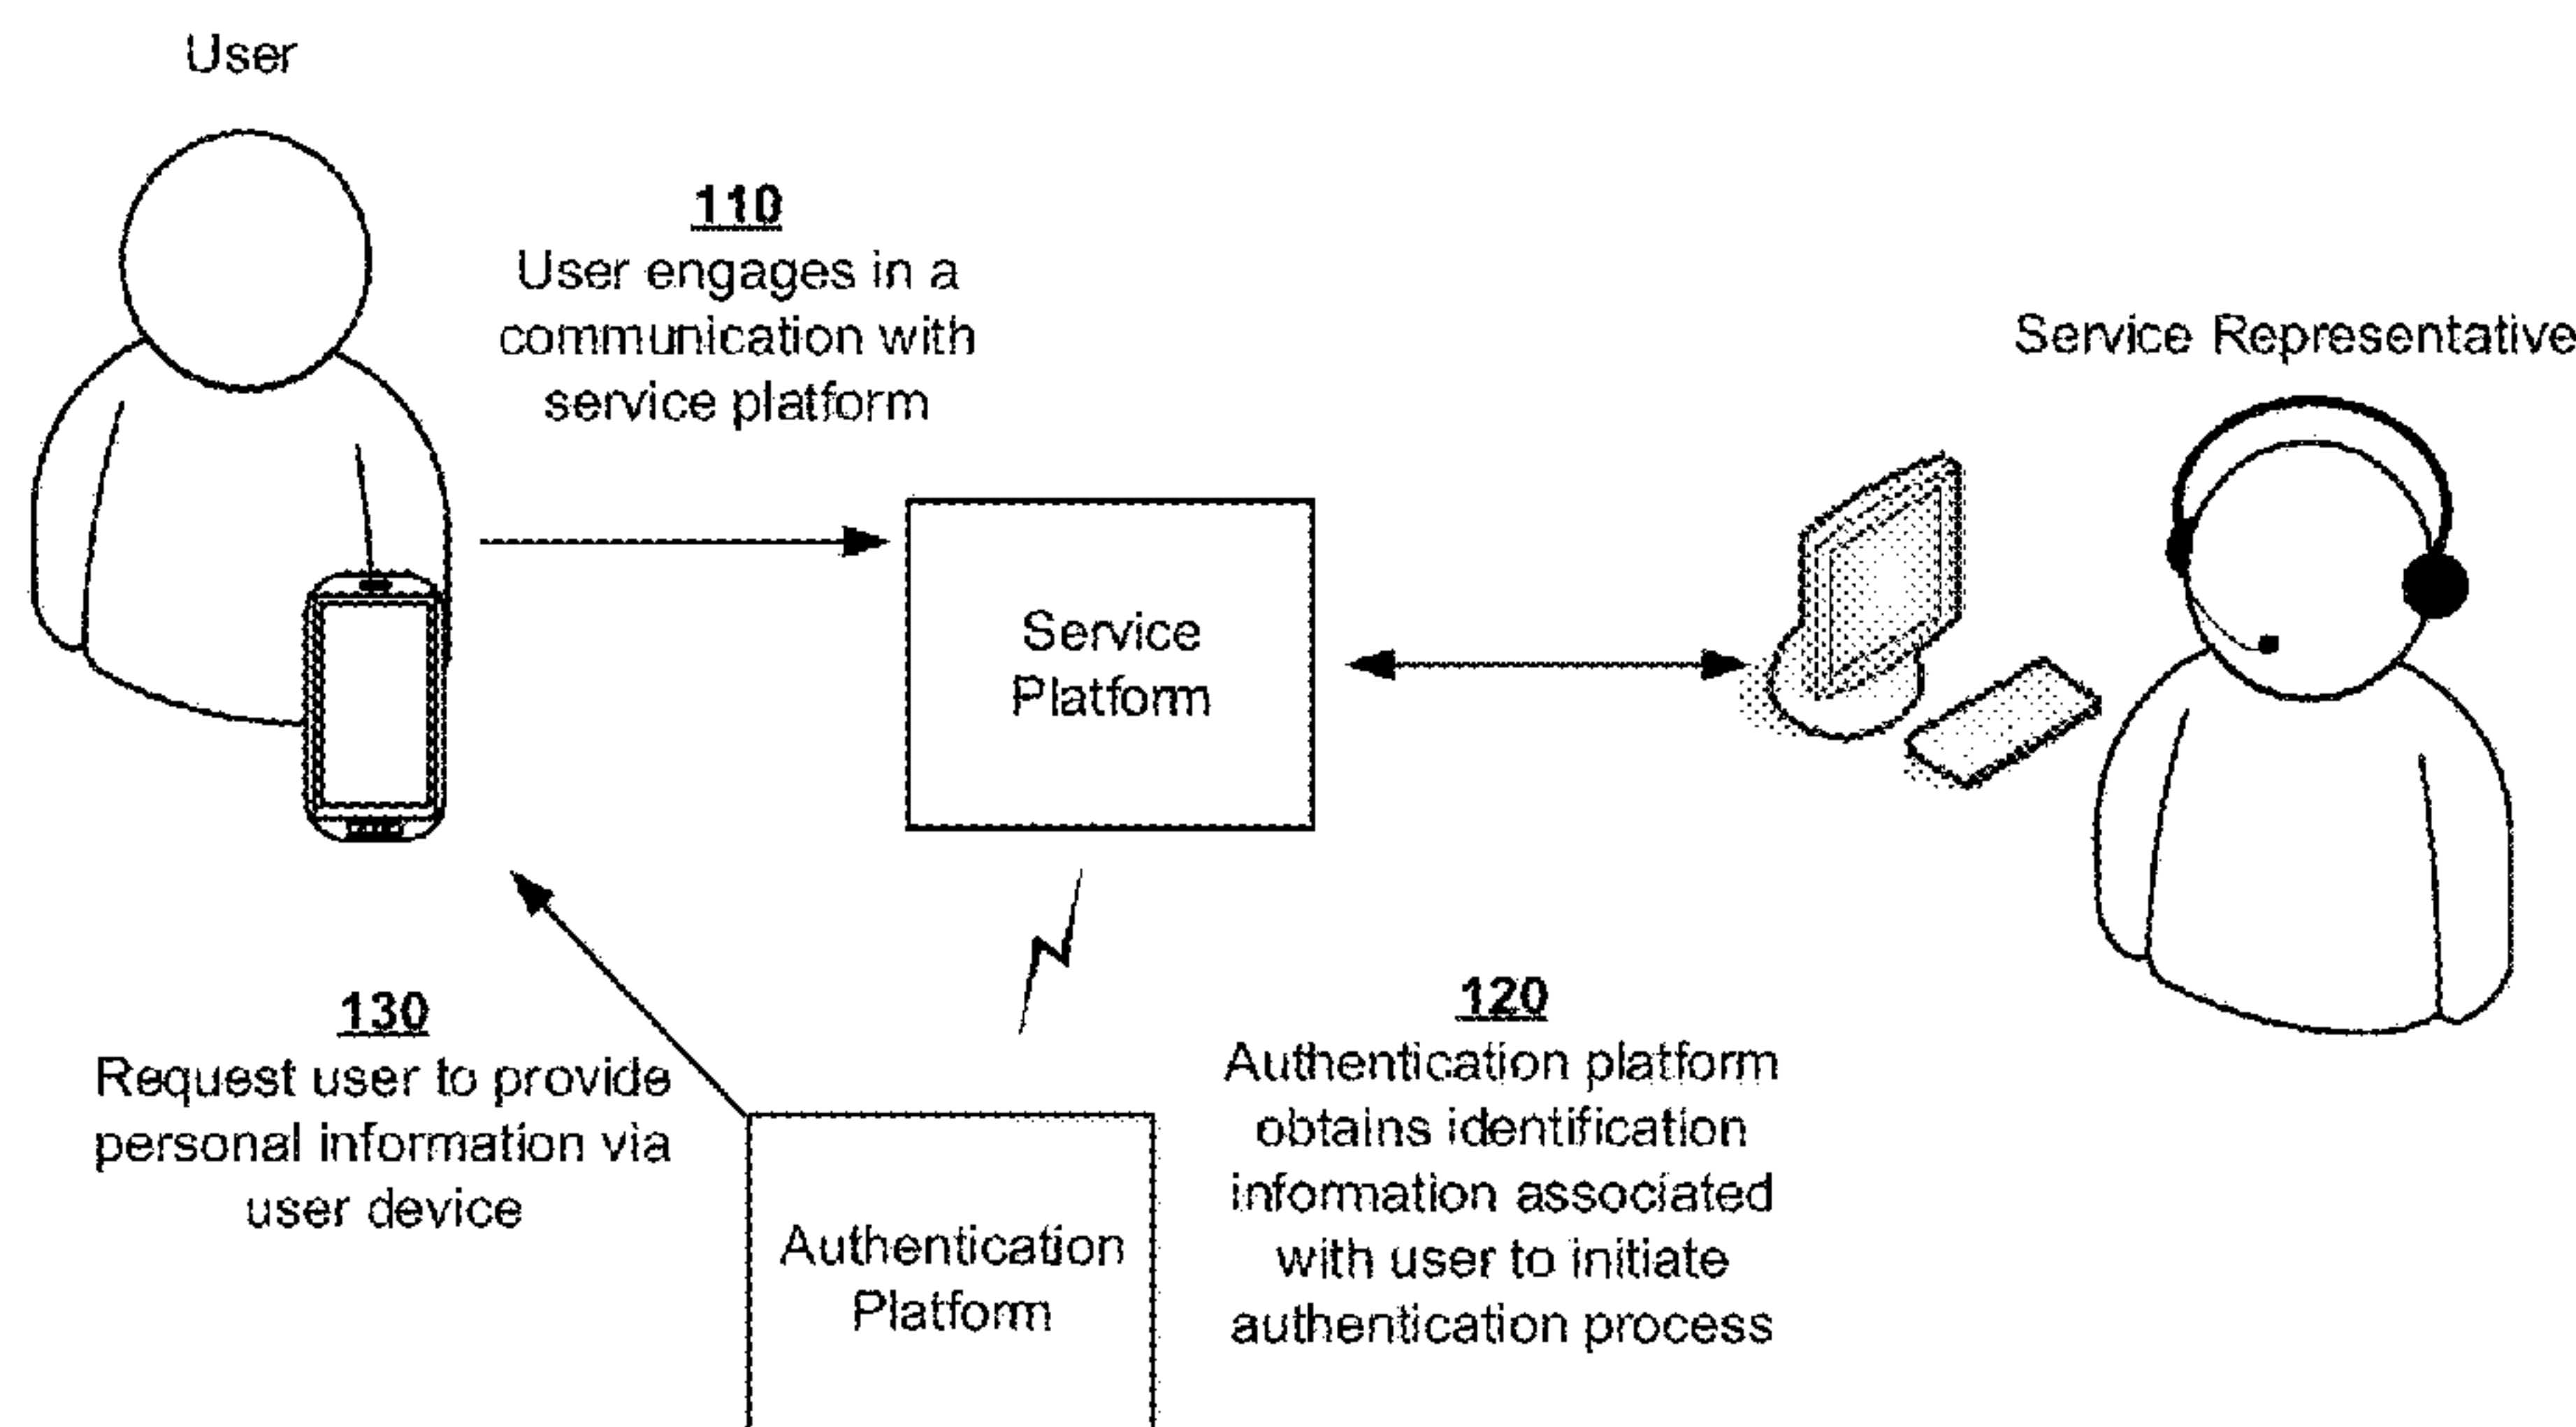 User
110
User engages in a
communication with
service platform
Service Representative
Service
Platform
130
Request user to provide
personal information via
user device
120
Authentication platform
obtains identification
information associated
with user to initiate
authentication process
Authentication
Platform